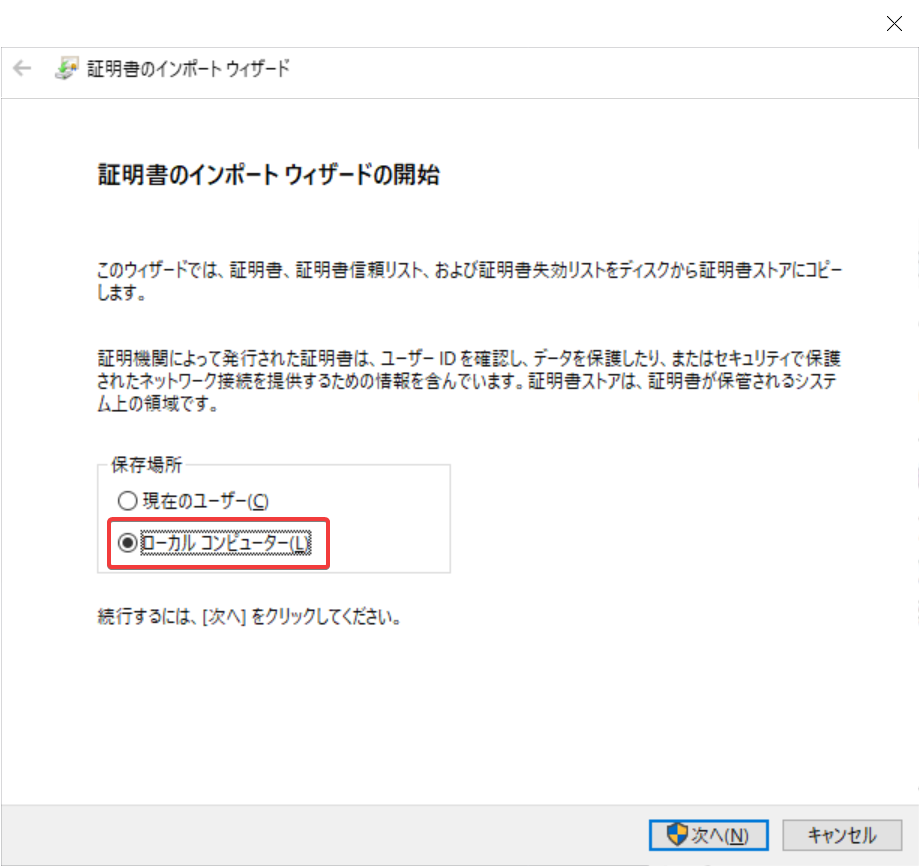 証明書のインポート ウィザード
証明書のインポート ウィザードの開始
このウィザードでは、証明書、証明書信頼リスト、および証明書失効リストをディスクから証明書ストアにコピー
します。
証明機関によって発行された証明書は、ユーザー ID を確認し、データを保護したり、またはセキュリティで保護
されたネットワーク接続を提供するための情報を含んでいます。証明書ストアは、証明書が保管されるシステ
ム上の領域です。
保存場所
現在のユーザー(C)
ローカル コンピューター(L)
続行するには、[次へ] をクリックしてください。
次へ(N)
キャンセル